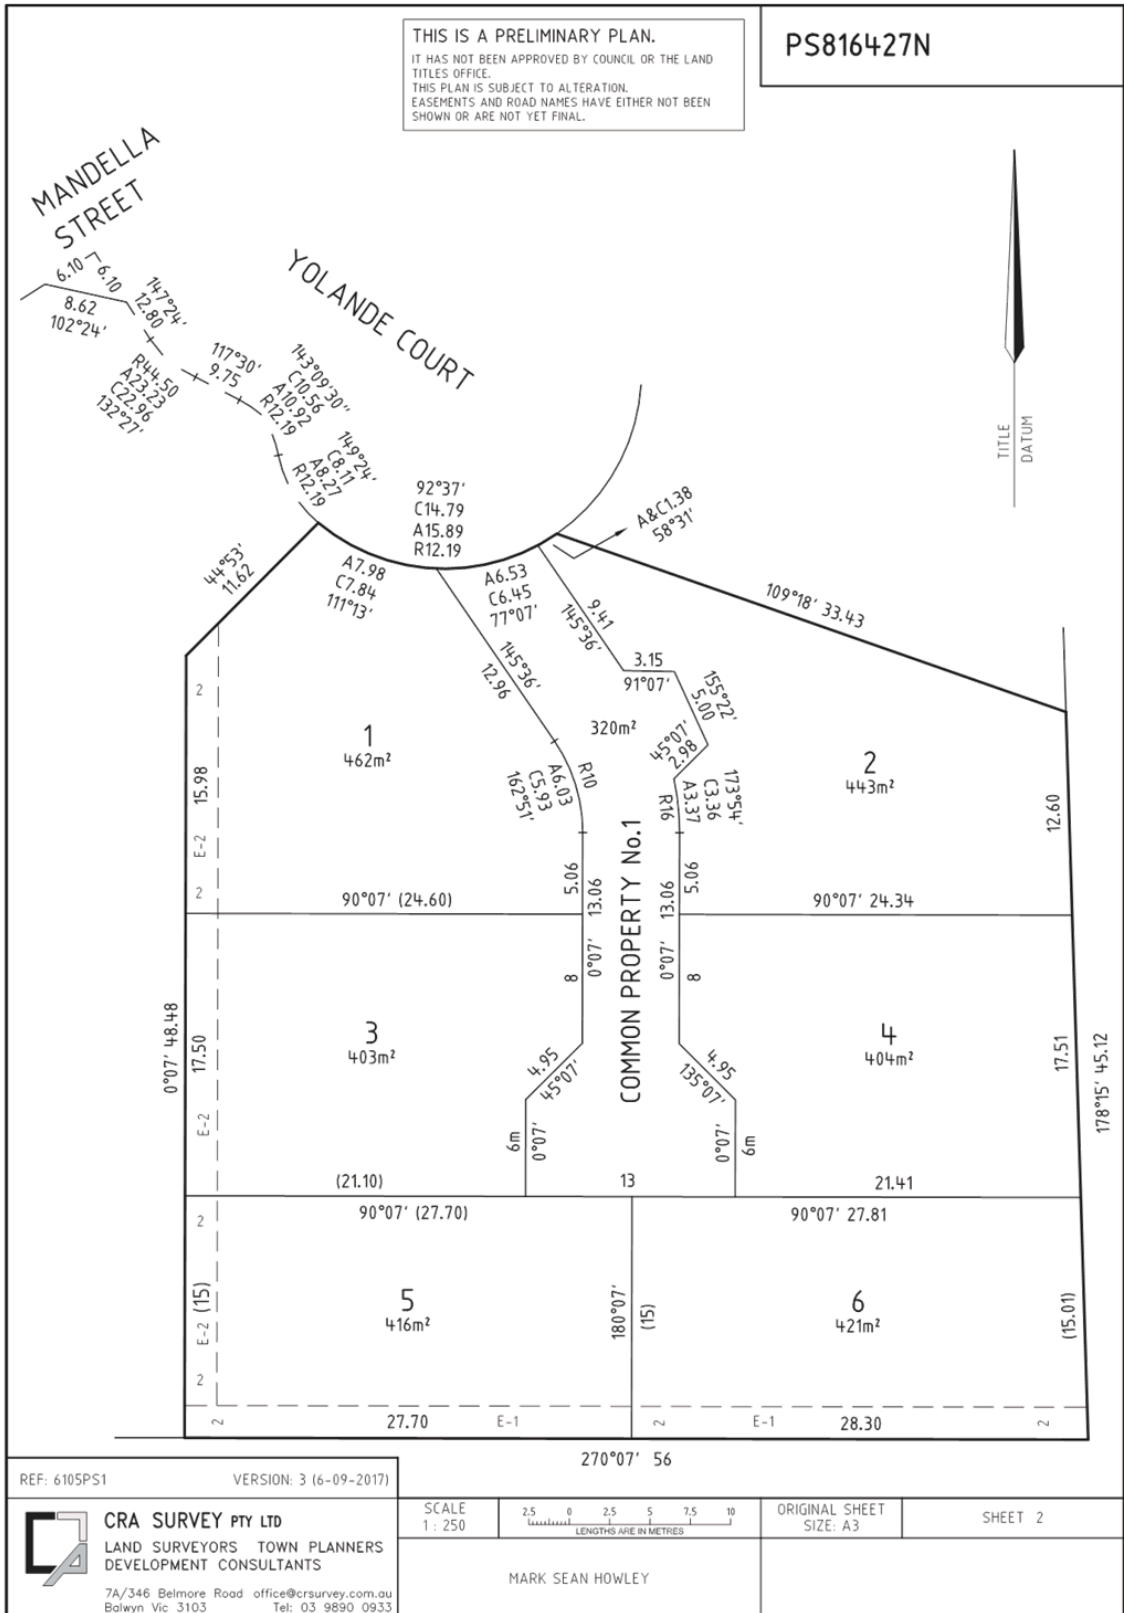 THIS IS A PRELIMINARY PLAN.
IT HAS NOT BEEN APPROVED BY COUNCIL OR THE LAND
TITLES OFFICE.
THIS PLAN IS SUBJECT TO ALTERATION.
EASEMENTS AND ROAD NAMES HAVE EITHER NOT BEEN
SHOWN OR ARE NOT YET FINAL.
PS816427N
MANDELLA
STREET
YOLANDE COURT
6.10
6.10
8.62
102°24'
147°24'
12.80
R44.50
A23.23
C22.96
132°27'
117°30'
9.75
143°09'30"
C10.56
A10.92
R12.19
149°24'
C8.11
A8.27
R12.19
92°37'
C14.79
A15.89
R12.19
A&C1.38
58°31'
TITLE
DATUM
44°53'
11.62
A7.98
C7.84
111°13'
A6.53
C6.45
77°07'
9.41
145°36'
109°18' 33.43
145°36'
12.96
3.15
91°07'
155°22'
5.00
320m²
45°07'
2.98
2
1
462m²
2
443m²
15.98
E-2
2
R10
A6.03
C5.93
162°51'
173°54'
C3.36
A3.37
R16
12.60
5.06
5.06
90°07' (24.60)
13.06
13.06
90°07' 24.34
0°07'
0°07'
8
8
COMMON PROPERTY No.1
0°07' 48.48
17.50
E-2
3
403m²
4
404m²
17.51
178°15' 45.12
4.95
45°07'
4.95
135°07'
6m
0°07'
0°07'
6m
(21.10)
13
21.41
90°07' (27.70)
90°07' 27.81
2
(15)
E-2
2
5
416m²
180°07'
(15)
6
421m²
(15.01)
2
27.70
E-1
2
E-1
28.30
2
270°07' 56
REF: 6105PS1
VERSION: 3 (6-09-2017)
CRA SURVEY PTY LTD
LAND SURVEYORS TOWN PLANNERS
DEVELOPMENT CONSULTANTS
7A/346 Belmore Road office@crsurvey.com.au
Balwyn Vic 3103 Tel: 03 9890 0933
SCALE
1 : 250
2.5 0 2.5 5 7.5 10
LENGTHS ARE IN METRES
ORIGINAL SHEET
SIZE: A3
SHEET 2
MARK SEAN HOWLEY